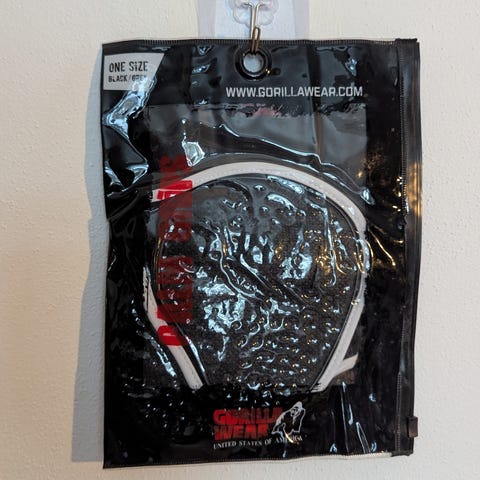 ONE SIZE
BLACK/GREY
WWW.GORILLAWEAR.COM
GORILLA
WEAR
UNITED STATES OF AMERICA